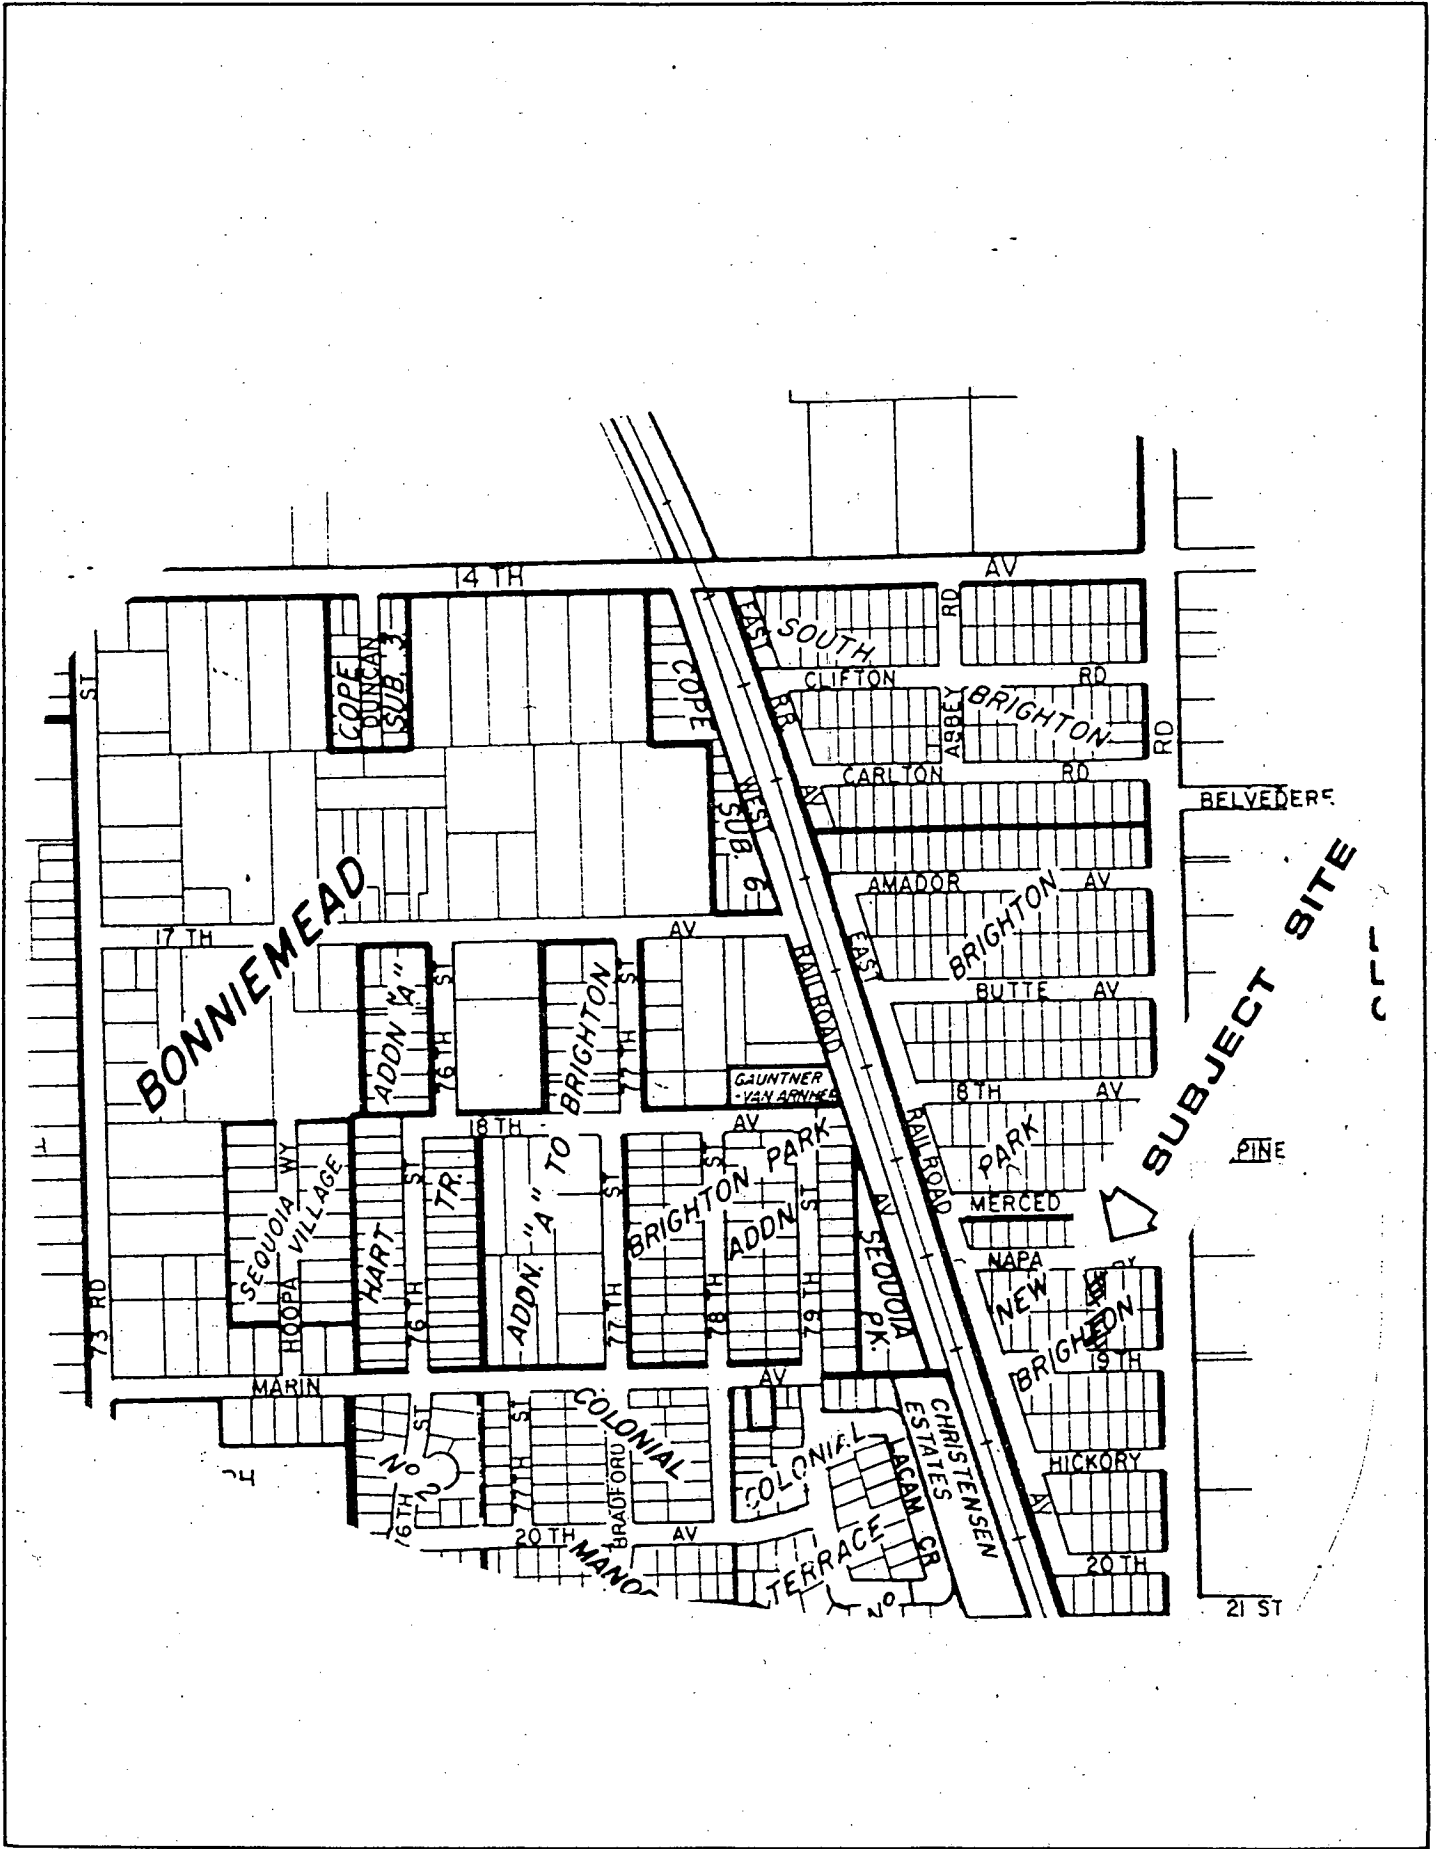 14 TH
AV
ST
COPE
DUNCAN
SUB. 3
COPE
WEST
SUB. 6
EAST
SOUTH
RD
CLIFTON
RD
R.R.
ABBEY
BRIGHTON
RD
CARLTON
RD
AV
BELVEDERE
AMADOR
AV
BONNIEMEAD
17 TH
AV
EAST
BRIGHTON
SUBJECT SITE
RAILROAD
BUTTE AV
ADDN "A"
ST
76 TH
BRIGHTON
ST
77 TH
GAUNTNER
-VAN ARNHEM
18 TH
AV
18 TH
AV
RAILROAD
PARK
PINE
MERCED
SEQUOIA
VILLAGE
WY
HOOPA
HART
ST
TR.
76 TH
ADDN. "A" TO
ST
77 TH
BRIGHTON
ST
78 TH
PARK
ADDN
ST
79 TH
AV
SEQUOIA
PK.
NAPA
NEW
BRIGHTON
19 TH
73 RD
MARIN
AV
COLONIAL
ST
No 2
76 TH
ST
77 TH
BRADFORD
20 TH
AV
MANOR
COLONIAL
TERRACE
No
LACAM CR
CHRISTENSEN
ESTATES
HICKORY
AV
20 TH
21 ST